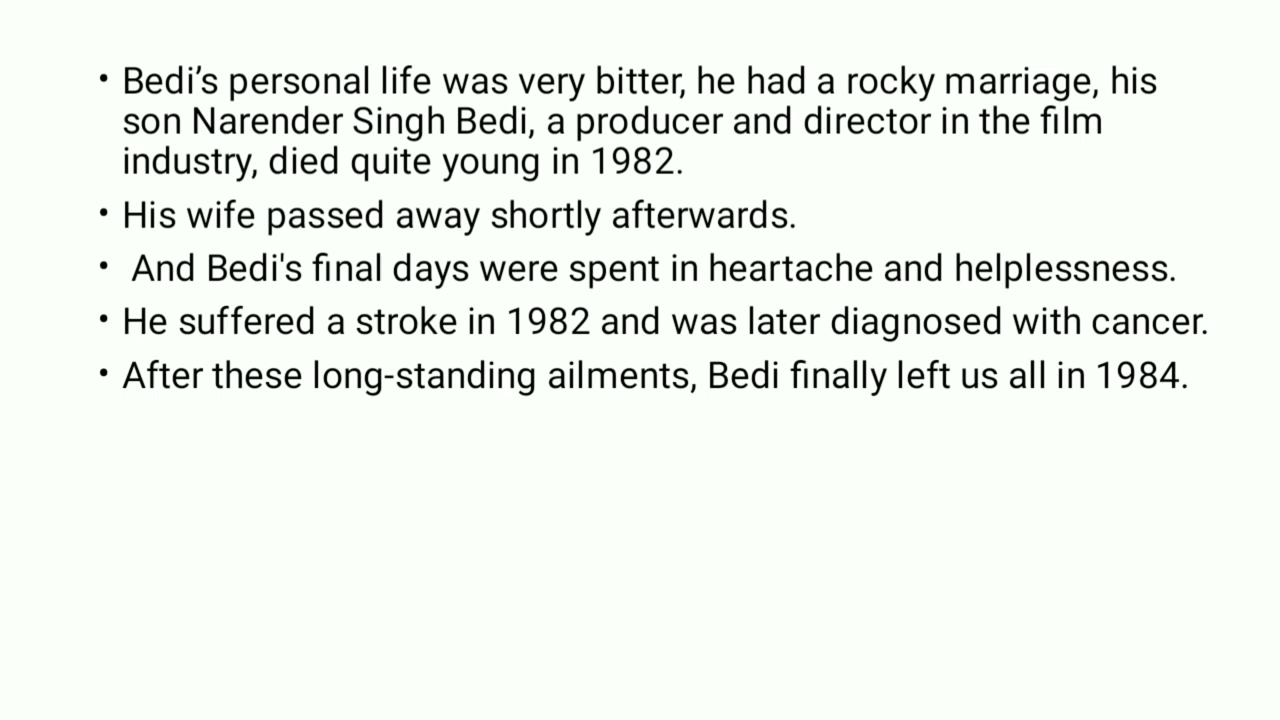 • Bedi’s personal life was very bitter, he had a rocky marriage, his
son Narender Singh Bedi, a producer and director in the film
industry, died quite young in 1982.
• His wife passed away shortly afterwards.
• And Bedi's final days were spent in heartache and helplessness.
• He suffered a stroke in 1982 and was later diagnosed with cancer.
• After these long-standing ailments, Bedi finally left us all in 1984.